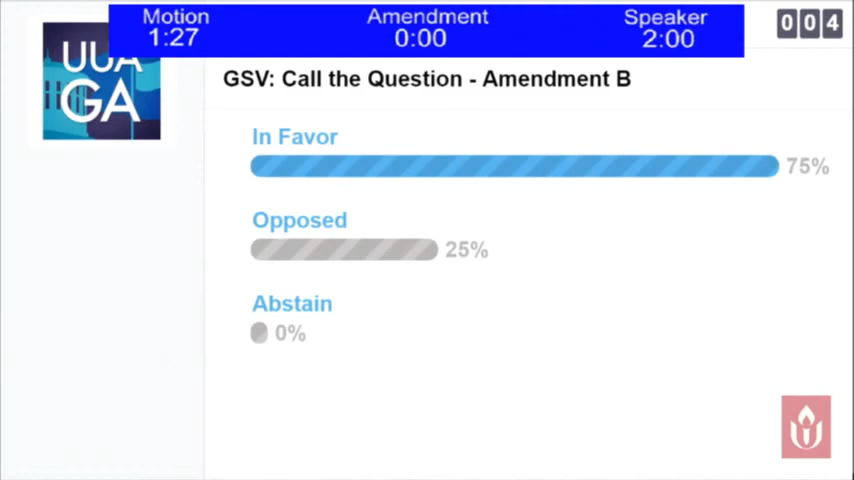 Motion
1:27
Amendment
0:00
Speaker
2:00
004
UUA
GA
GSV: Call the Question - Amendment B
In Favor
75%
Opposed
25%
Abstain
0%